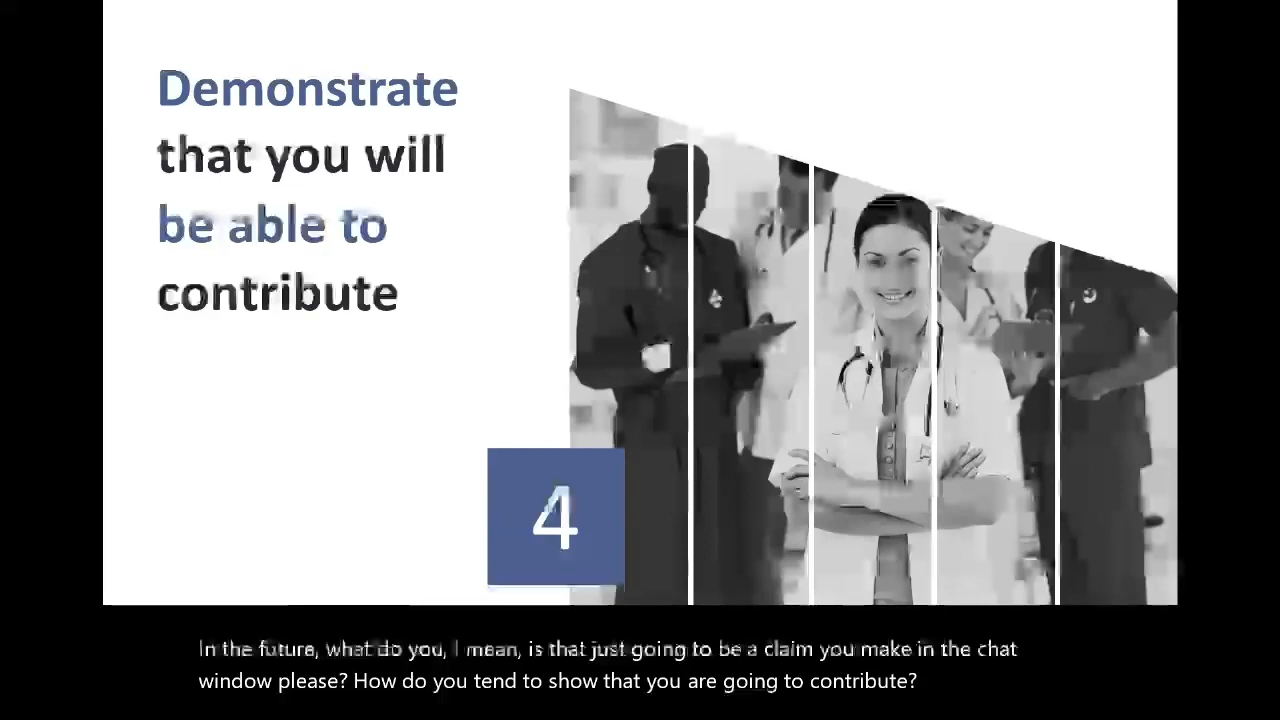 Demonstrate
that you will
be able to
contribute
4
In the future, what do you, I mean, is that just going to be a claim you make in the chat
window please? How do you tend to show that you are going to contribute?